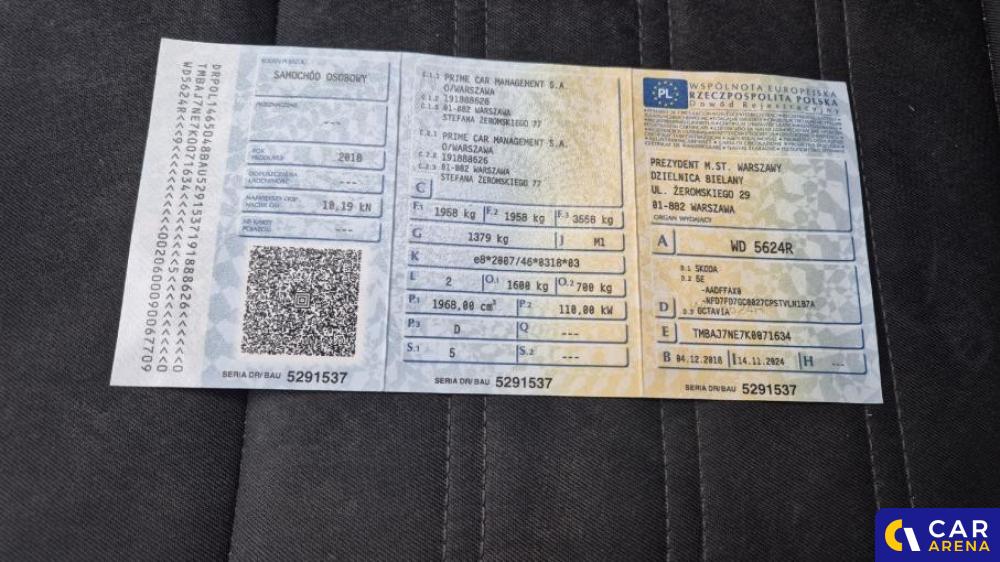 RODZAJ POJAZDU
SAMOCHÓD OSOBOWY
PRZEZNACZENIE
---
ROK PRODUKCJI
2018
DOPUSZCZALNA ŁADOWNOŚĆ
---
NAJWIĘKSZY DOP. NACISK OSI
10,19 kN
NR KARTY POJAZDU
---
SERIA DR/BAU 5291537
C.1.1 PRIME CAR MANAGEMENT S.A.
O/WARSZAWA
C.1.2 191888626
C.1.3 01-882 WARSZAWA
STEFANA ŻEROMSKIEGO 77
C.2.1 PRIME CAR MANAGEMENT S.A.
O/WARSZAWA
C.2.2 191888626
C.2.3 01-882 WARSZAWA
STEFANA ŻEROMSKIEGO 77
C
F.1 1958 kg F.2 1958 kg F.3 3558 kg
G 1379 kg J M1
K e8*2007/46*0318*03
L 2 O.1 1600 kg O.2 700 kg
P.1 1968,00 cm³ P.2 110,00 kW
P.3 D Q ---
S.1 5 S.2 ---
SERIA DR/BAU 5291537
PL
WSPÓLNOTA EUROPEJSKA
RZECZPOSPOLITA POLSKA
Dowód Rejestracyjny
PREZYDENT M.ST. WARSZAWY
DZIELNICA BIELANY
UL. ŻEROMSKIEGO 29
01-882 WARSZAWA
ORGAN WYDAJĄCY
A WD 5624R
D.1 SKODA
D.2 5E
-AADFFAX0
-NFD7FD7GC0027CPSTVLN1B7A
D D.3 OCTAVIA
E TMBAJ7NE7K0071634
B 04.12.2018 I 14.11.2024 H ---
SERIA DR/BAU 5291537
CAR
ARENA